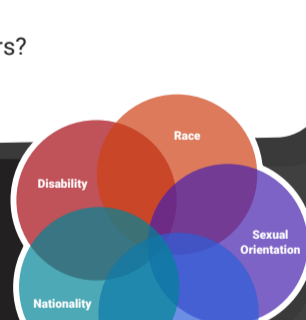 rs?
Race
Disability
Sexual
Orientation
Nationality